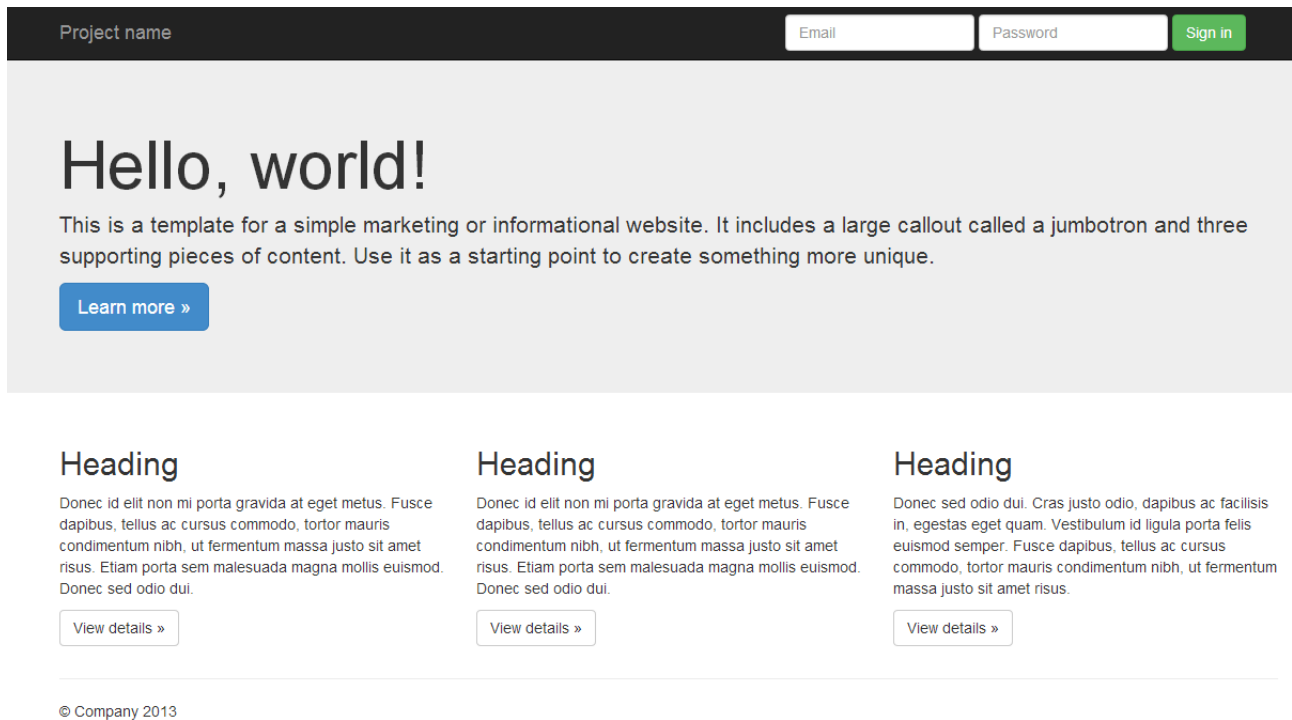 Project name
Email
Password
Sign in
Hello, world!
This is a template for a simple marketing or informational website. It includes a large callout called a jumbotron and three
supporting pieces of content. Use it as a starting point to create something more unique.
Learn more »
Heading
Donec id elit non mi porta gravida at eget metus. Fusce
dapibus, tellus ac cursus commodo, tortor mauris
condimentum nibh, ut fermentum massa justo sit amet
risus. Etiam porta sem malesuada magna mollis euismod.
Donec sed odio dui.
View details »
Heading
Donec id elit non mi porta gravida at eget metus. Fusce
dapibus, tellus ac cursus commodo, tortor mauris
condimentum nibh, ut fermentum massa justo sit amet
risus. Etiam porta sem malesuada magna mollis euismod.
Donec sed odio dui.
View details »
Heading
Donec sed odio dui. Cras justo odio, dapibus ac facilisis
in, egestas eget quam. Vestibulum id ligula porta felis
euismod semper. Fusce dapibus, tellus ac cursus
commodo, tortor mauris condimentum nibh, ut fermentum
massa justo sit amet risus.
View details »
© Company 2013